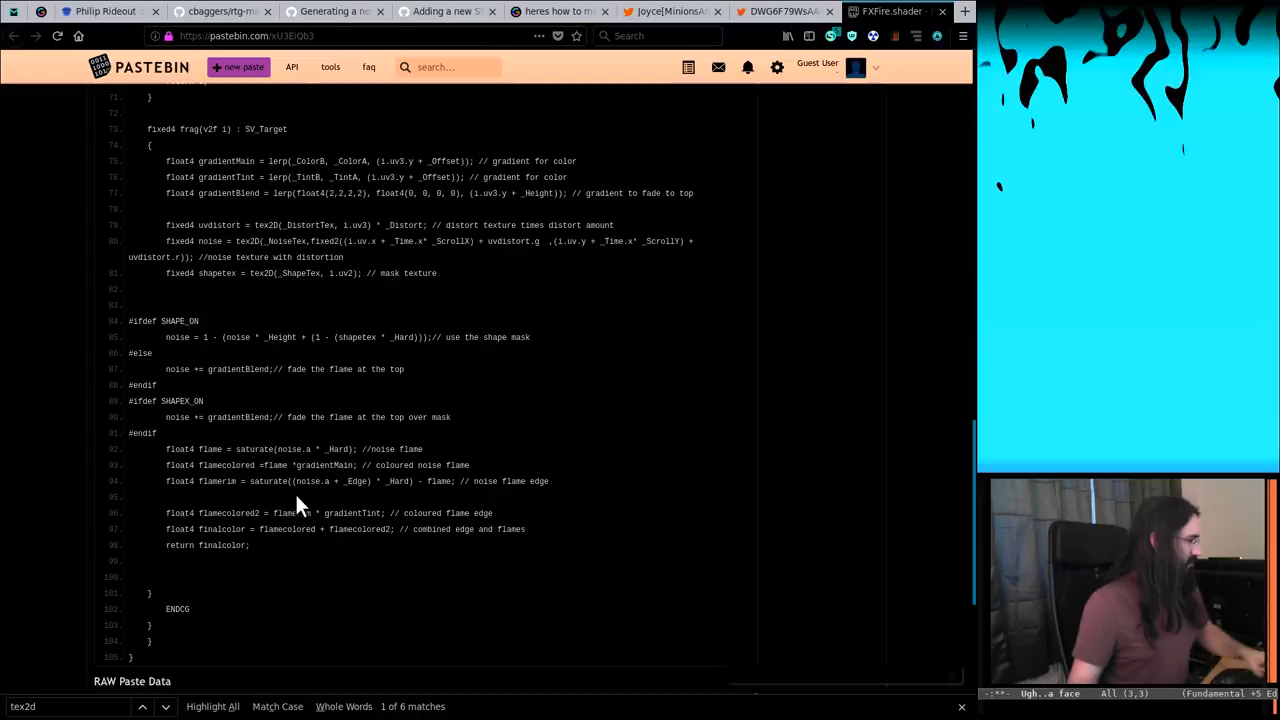 Philip Rideout
cbaggers/rtg-ma
Generating a ne
Adding a new S
heres how to ma
Joyce[MinionsA
DWG6F79WsAA
FXFire.shader -
https://pastebin.com/xU3EiQb3
Search
PASTEBIN
new paste
API
tools
faq
search...
Guest User
71. }
72.
73. fixed4 frag(v2f i) : SV_Target
74. {
75. float4 gradientMain = lerp(_ColorB, _ColorA, (i.uv3.y + _Offset)); // gradient for color
76. float4 gradientTint = lerp(_TintB, _TintA, (i.uv3.y + _Offset)); // gradient for color
77. float4 gradientBlend = lerp(float4(2,2,2,2), float4(0, 0, 0, 0), (i.uv3.y + _Height)); // gradient to fade to top
78.
79. fixed4 uvdistort = tex2D(_DistortTex, i.uv3) * _Distort; // distort texture times distort amount
80. fixed4 noise = tex2D(_NoiseTex,fixed2((i.uv.x + _Time.x* _ScrollX) + uvdistort.g ,(i.uv.y + _Time.x* _ScrollY) +
uvdistort.r)); //noise texture with distortion
81. fixed4 shapetex = tex2D(_ShapeTex, i.uv2); // mask texture
82.
83.
84. #ifdef SHAPE_ON
85. noise = 1 - (noise * _Height + (1 - (shapetex * _Hard)));// use the shape mask
86. #else
87. noise += gradientBlend;// fade the flame at the top
88. #endif
89. #ifdef SHAPEX_ON
90. noise += gradientBlend;// fade the flame at the top over mask
91. #endif
92. float4 flame = saturate(noise.a * _Hard); //noise flame
93. float4 flamecolored =flame *gradientMain; // coloured noise flame
94. float4 flamerim = saturate((noise.a + _Edge) * _Hard) - flame; // noise flame edge
95.
96. float4 flamecolored2 = flam m * gradientTint; // coloured flame edge
97. float4 finalcolor = flamecolored + flamecolored2; // combined edge and flames
98. return finalcolor;
99.
100.
101. }
102. ENDCG
103. }
104. }
105. }
RAW Paste Data
tex2d
Highlight All
Match Case
Whole Words
1 of 6 matches
-:**- Ugh..a face All (3,3) (Fundamental +5 Ed